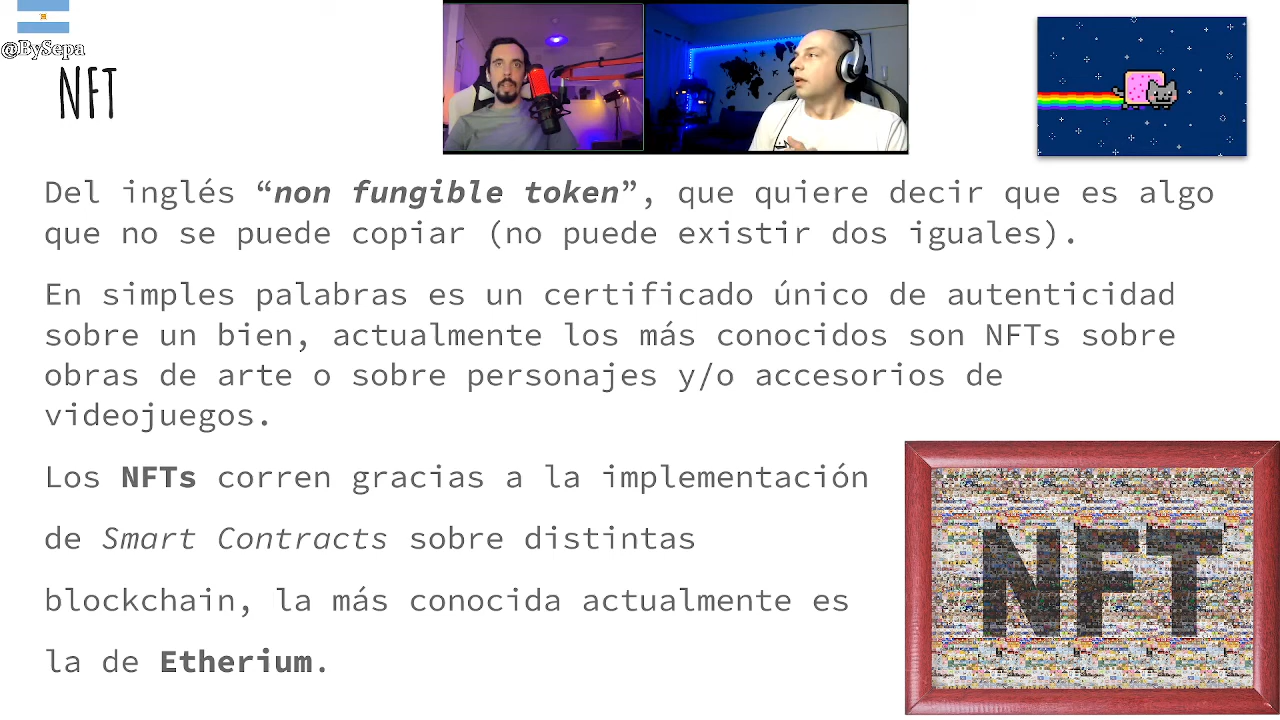 @BySepa
NFT
Del inglés “non fungible token”, que quiere decir que es algo
que no se puede copiar (no puede existir dos iguales).
En simples palabras es un certificado único de autenticidad
sobre un bien, actualmente los más conocidos son NFTs sobre
obras de arte o sobre personajes y/o accesorios de
videojuegos.
Los NFTs corren gracias a la implementación
de Smart Contracts sobre distintas
blockchain, la más conocida actualmente es
la de Etherium.
NFT